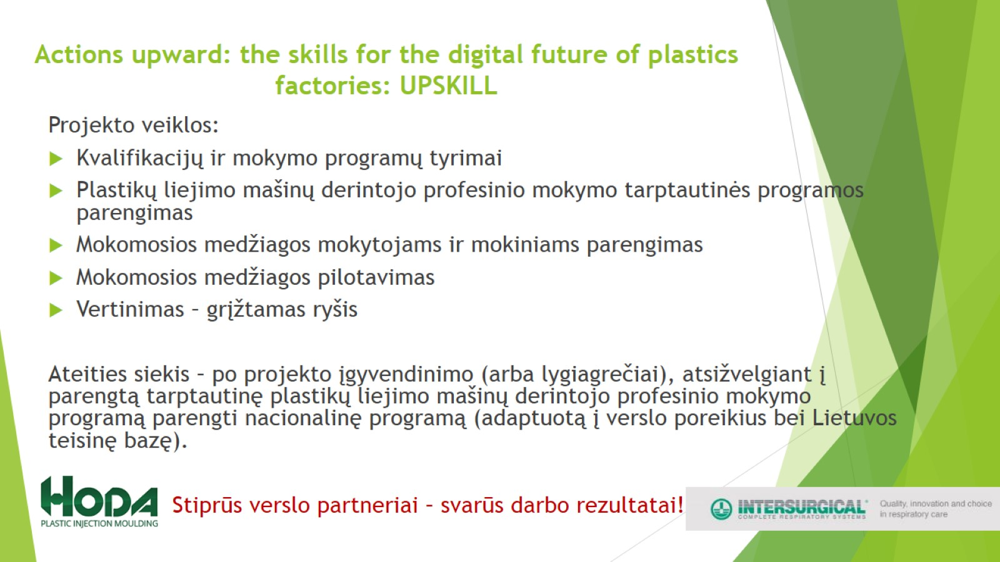 Actions upward: the skills for the digital future of plastics
factories: UPSKILL
Projekto veiklos:
Kvalifikacijų ir mokymo programų tyrimai
Plastikų liejimo mašinų derintojo profesinio mokymo tarptautinės programos
parengimas
Mokomosios medžiagos mokytojams ir mokiniams parengimas
Mokomosios medžiagos pilotavimas
Vertinimas – grįžtamas ryšis
Ateities siekis – po projekto įgyvendinimo (arba lygiagrečiai), atsižvelgiant į
parengtą tarptautinę plastikų liejimo mašinų derintojo profesinio mokymo
programą parengti nacionalinę programą (adaptuotą į verslo poreikius bei Lietuvos
teisinę bazę).
HODA
PLASTIC INJECTION MOULDING
Stiprūs verslo partneriai – svarūs darbo rezultatai!
INTERSURGICAL®
COMPLETE RESPIRATORY SYSTEMS
Quality, innovation and choice
in respiratory care